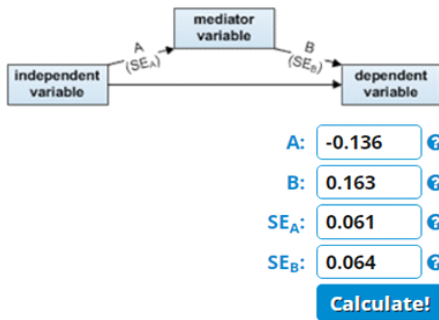 mediator
variable
A
(SEA)
B
(SEB)
independent
variable
dependent
variable
A: -0.136 ?
B: 0.163 ?
SEA: 0.061 ?
SEB: 0.064 ?
Calculate!